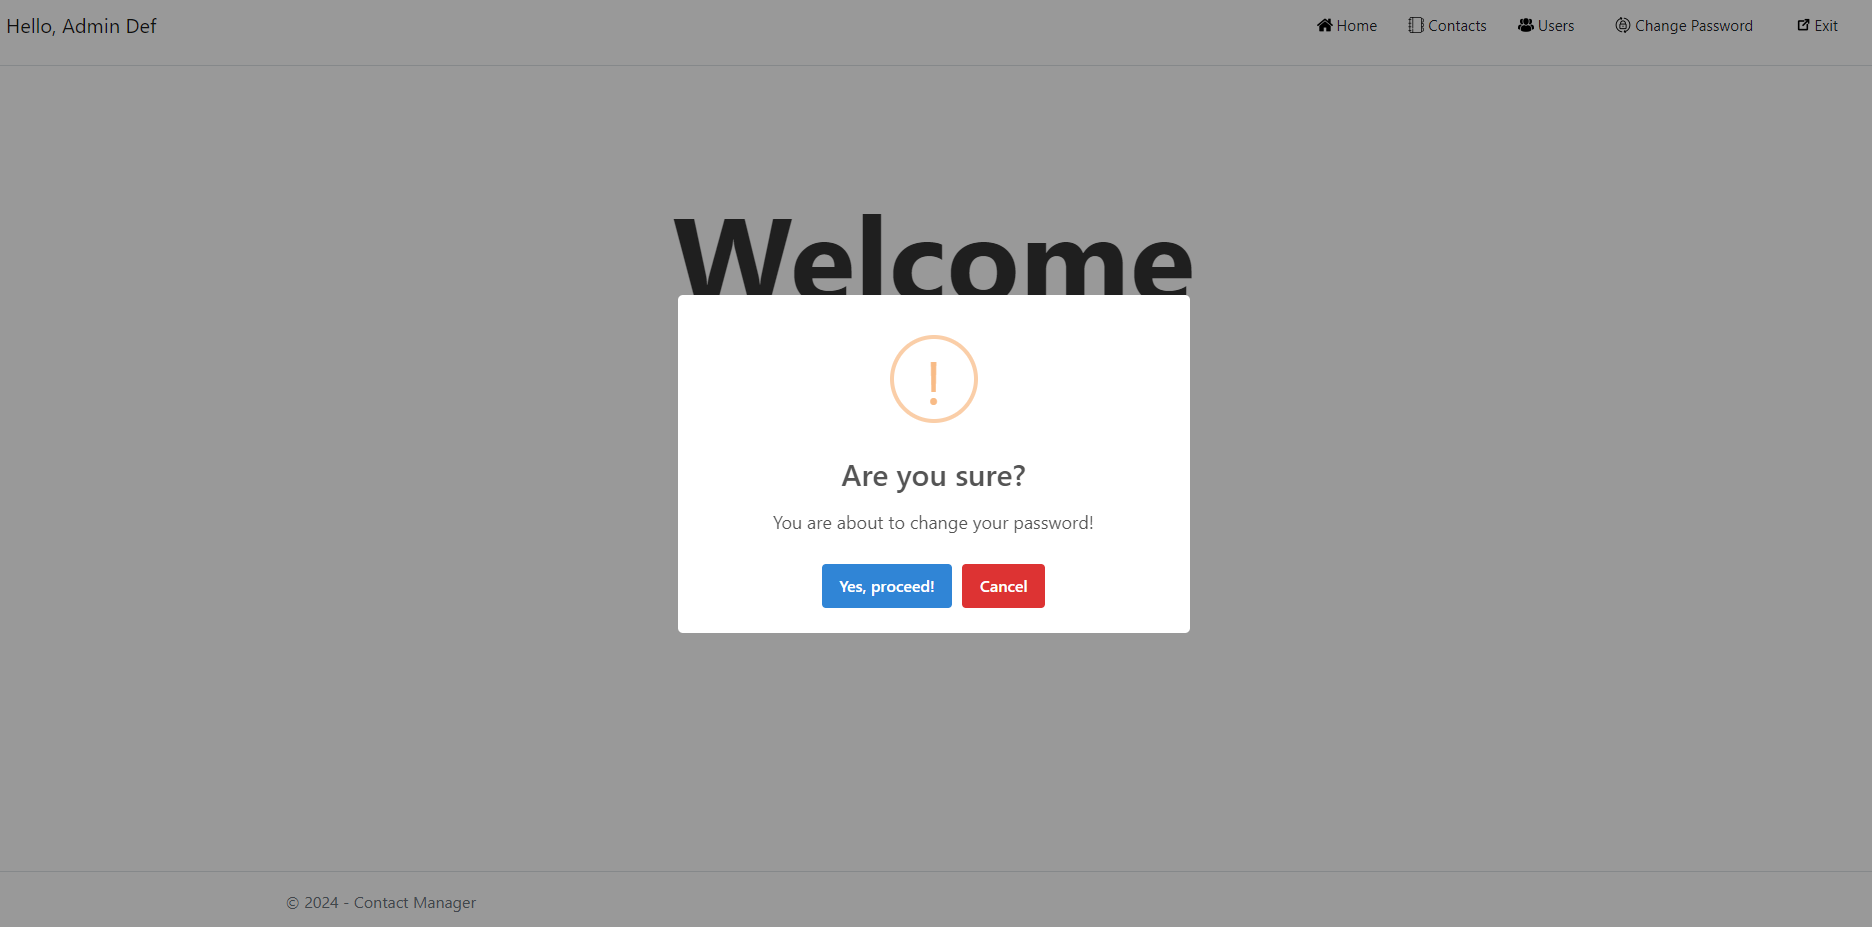 Hello, Admin Def
Home Contacts Users Change Password Exit
Welcome
!
Are you sure?
You are about to change your password!
Yes, proceed! Cancel
© 2024 - Contact Manager